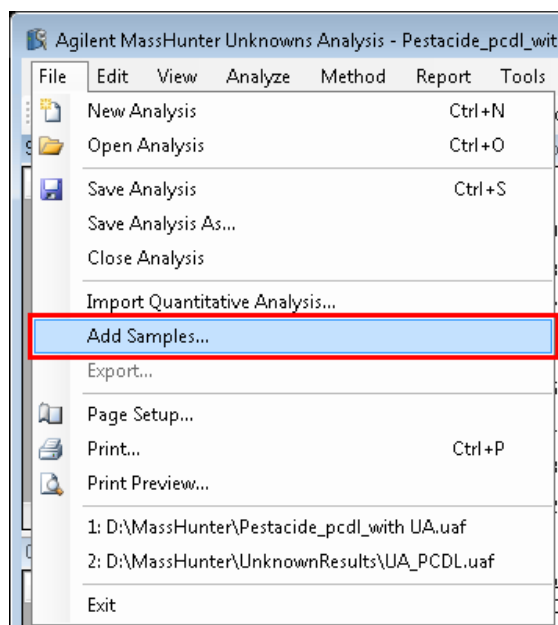 Agilent MassHunter Unknowns Analysis - Pestacide_pcdl_wit
File Edit View Analyze Method Report Tools
New Analysis Ctrl+N
Open Analysis Ctrl+O
Save Analysis Ctrl+S
Save Analysis As...
Close Analysis
Import Quantitative Analysis...
Add Samples...
Export...
Page Setup...
Print... Ctrl+P
Print Preview...
1: D:\MassHunter\Pestacide_pcdl_with UA.uaf
2: D:\MassHunter\UnknownResults\UA_PCDL.uaf
Exit